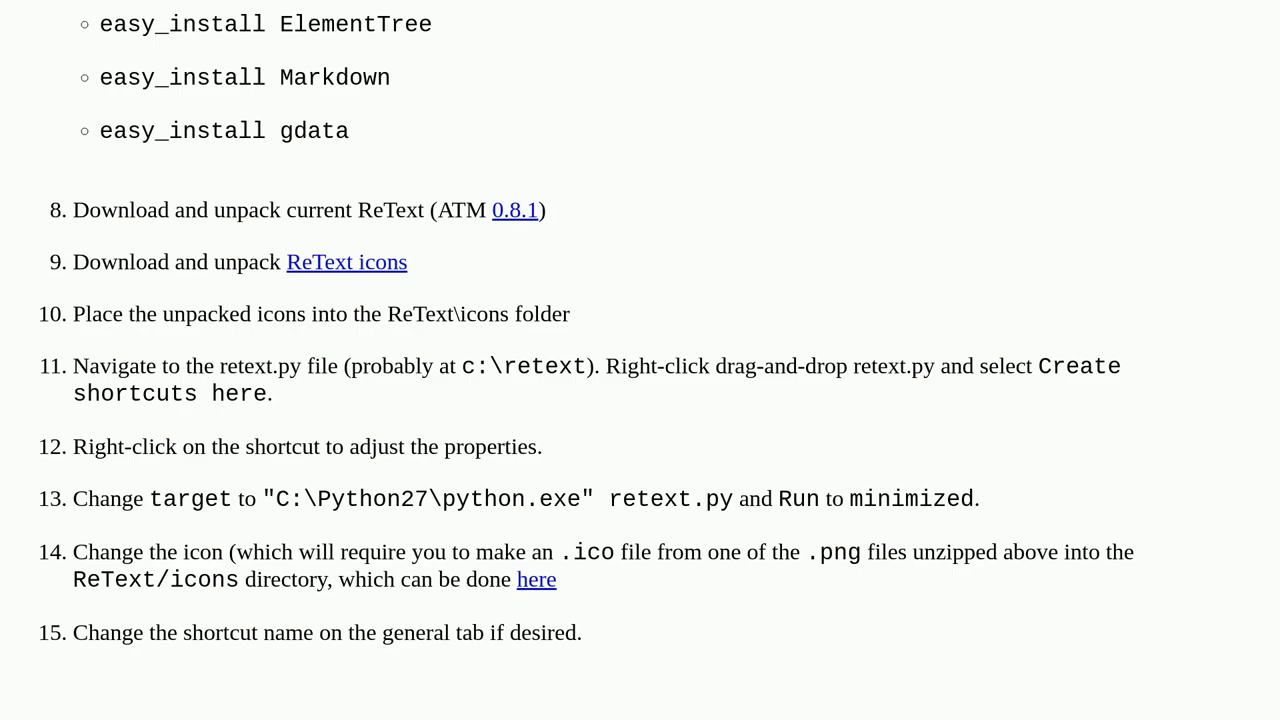 ◦ easy_install ElementTree
◦ easy_install Markdown
◦ easy_install gdata
8. Download and unpack current ReText (ATM 0.8.1)
9. Download and unpack ReText icons
10. Place the unpacked icons into the ReText\icons folder
11. Navigate to the retext.py file (probably at c:\retext). Right-click drag-and-drop retext.py and select Create
shortcuts here.
12. Right-click on the shortcut to adjust the properties.
13. Change target to "C:\Python27\python.exe" retext.py and Run to minimized.
14. Change the icon (which will require you to make an .ico file from one of the .png files unzipped above into the
ReText/icons directory, which can be done here
15. Change the shortcut name on the general tab if desired.